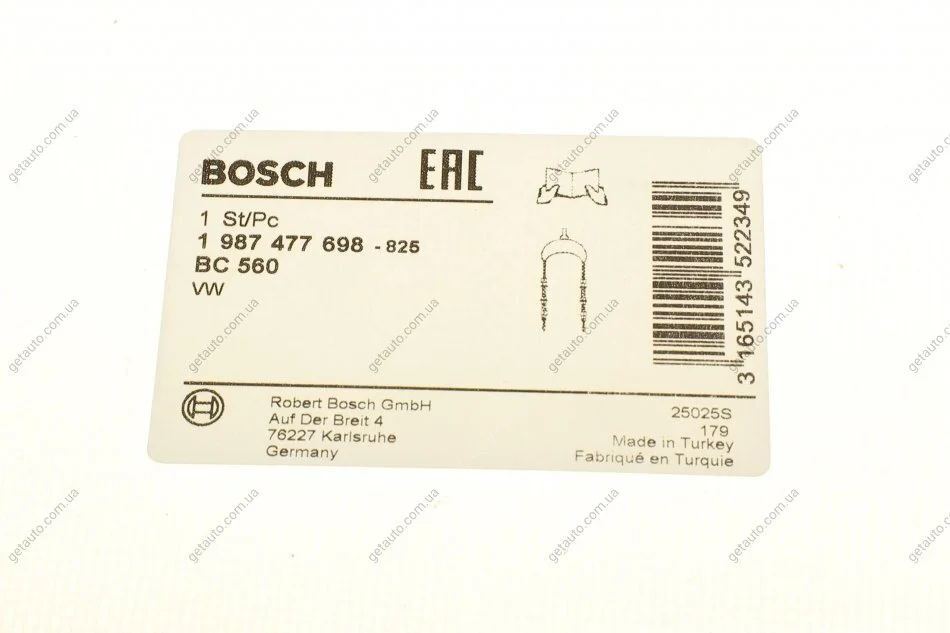 BOSCH
EAC
1 St/Pc
1 987 477 698 - 825
BC 560
VW
3 165143 522349
Robert Bosch GmbH
Auf Der Breit 4
76227 Karlsruhe
Germany
25025S
179
Made in Turkey
Fabriqué en Turquie
getauto.com.ua